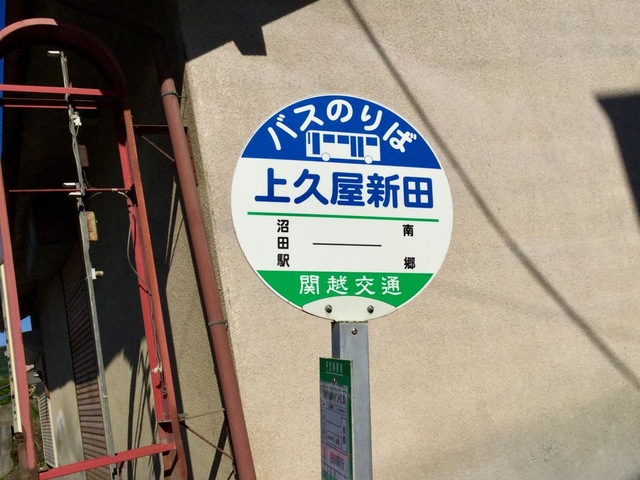 バスのりば
上久屋新田
沼田駅 ―― 南郷
関越交通